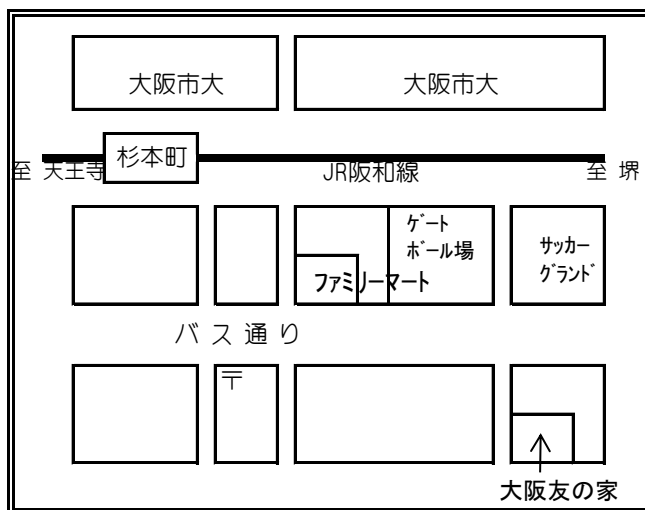 大阪市大
大阪市大
杉本町
至 天王寺
JR阪和線
至 堺
ｹﾞｰﾄ
ﾎﾞｰﾙ場
ｻｯｶｰ
ｸﾞﾗﾝﾄﾞ
ファミリーマート
バス通り
〒
大阪友の家